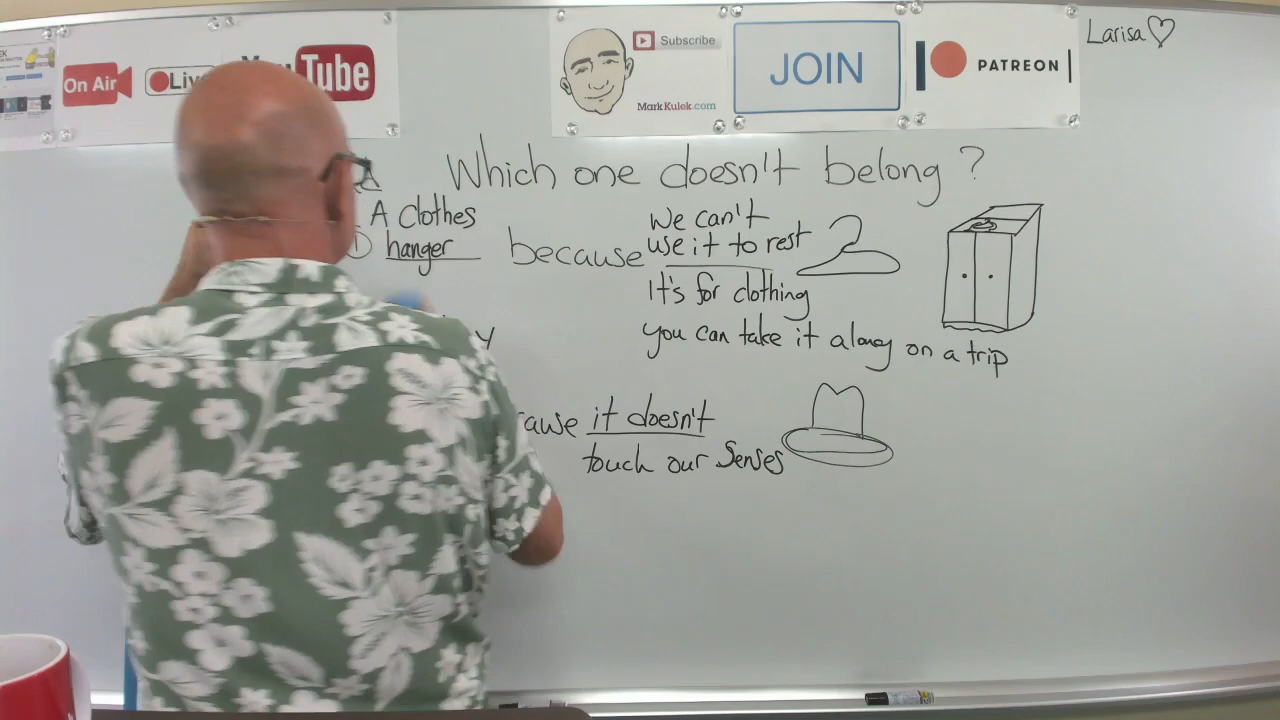 On Air
Live
YouTube
Subscribe
MarkKulek.com
JOIN
PATREON
Larisa
Which one doesn't belong?
A clothes
① hanger because
We can't
use it to rest
It's for clothing
you can take it along on a trip
it doesn't
touch our Senses